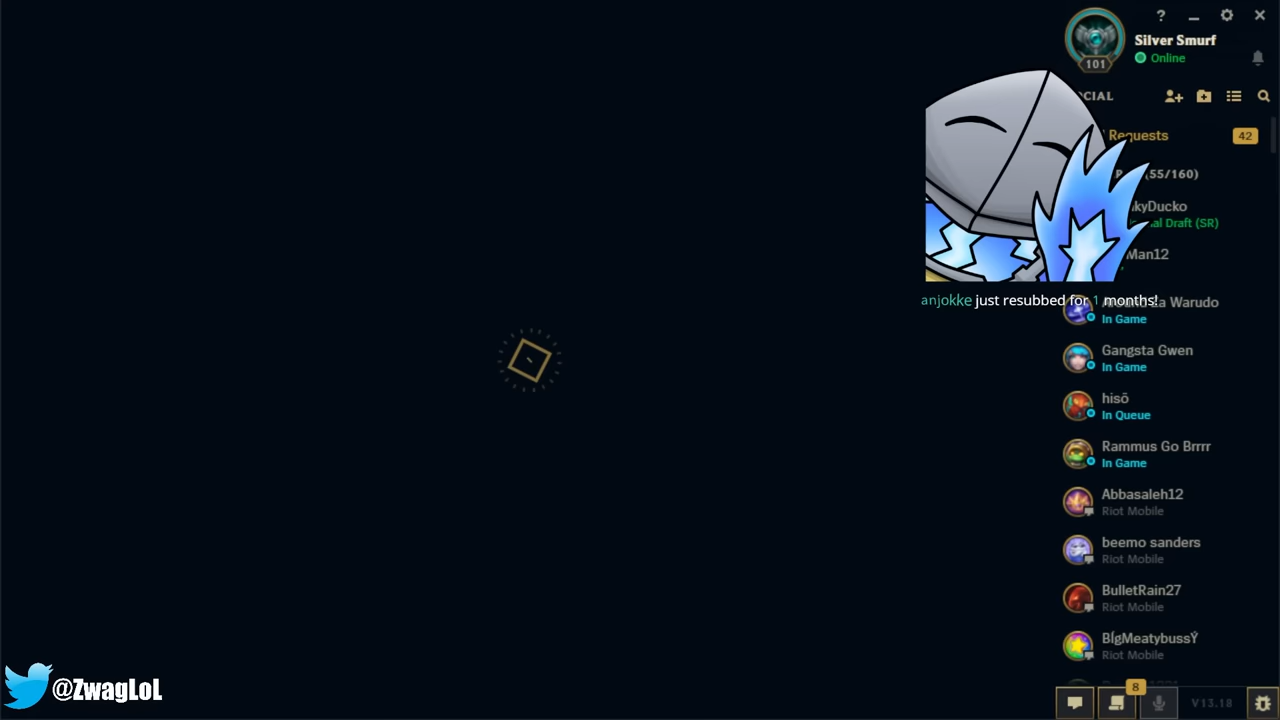 ?
Silver Smurf
Online
101
CIAL
Requests
42
(55/160)
kyDucko
al Draft (SR)
Man12
anjokke just resubbed for 1 months!
Warudo
In Game
Gangsta Gwen
In Game
hisō
In Queue
Rammus Go Brrrr
In Game
Abbasaleh12
Riot Mobile
beemo sanders
Riot Mobile
BulletRain27
Riot Mobile
BÍgMeatybussÝ
Riot Mobile
@ZwagLoL
8
V13.18